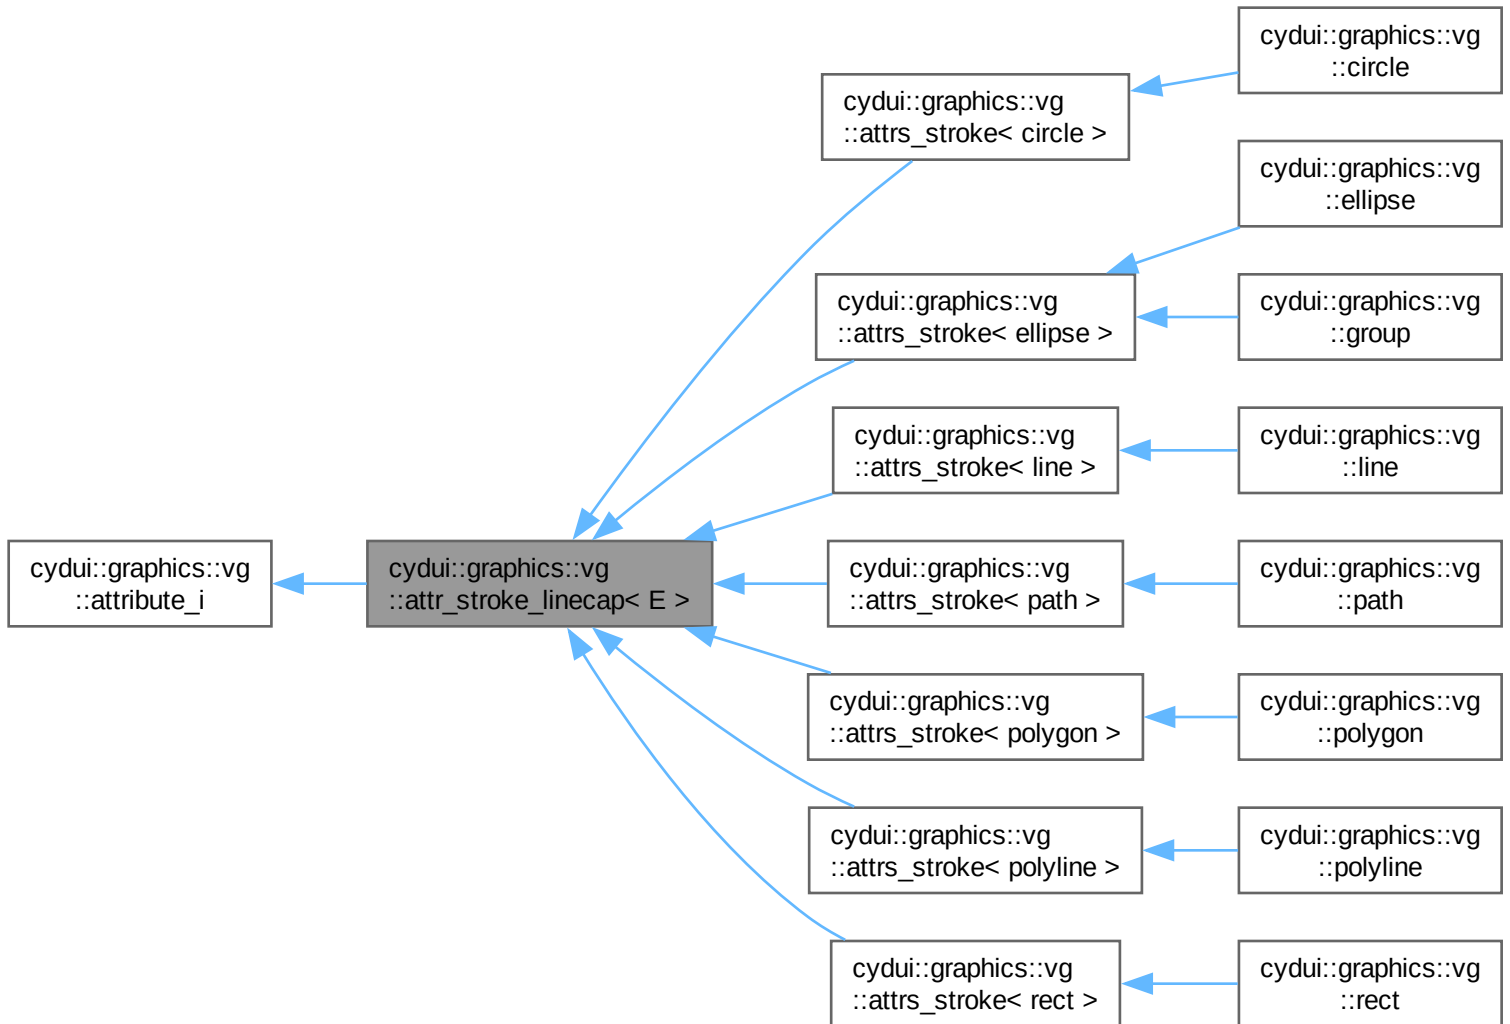 cydui::graphics::vg
::attribute_i
cydui::graphics::vg
::attr_stroke_linecap< E >
cydui::graphics::vg
::attrs_stroke< circle >
cydui::graphics::vg
::attrs_stroke< ellipse >
cydui::graphics::vg
::attrs_stroke< line >
cydui::graphics::vg
::attrs_stroke< path >
cydui::graphics::vg
::attrs_stroke< polygon >
cydui::graphics::vg
::attrs_stroke< polyline >
cydui::graphics::vg
::attrs_stroke< rect >
cydui::graphics::vg
::circle
cydui::graphics::vg
::ellipse
cydui::graphics::vg
::group
cydui::graphics::vg
::line
cydui::graphics::vg
::path
cydui::graphics::vg
::polygon
cydui::graphics::vg
::polyline
cydui::graphics::vg
::rect